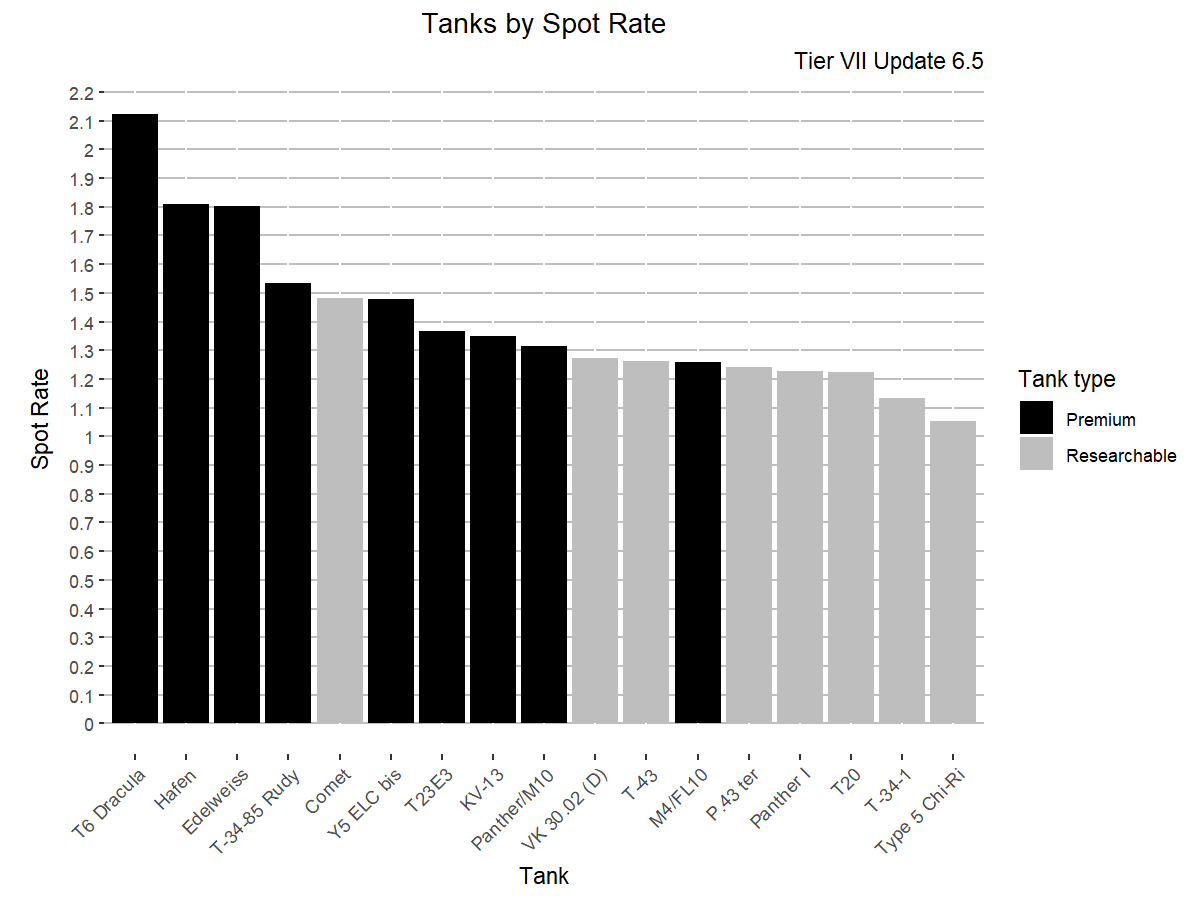 Tanks by Spot Rate
Tier VII Update 6.5
2.2
2.1
2
1.9
1.8
1.7
1.6
1.5
1.4
1.3
1.2
1.1
1
0.9
0.8
0.7
0.6
0.5
0.4
0.3
0.2
0.1
0
Spot Rate
T6 Dracula
Hafen
Edelweiss
T-34-85 Rudy
Comet
Y5 ELC bis
T23E3
KV-13
Panther/M10
VK 30.02 (D)
T-43
M4/FL10
P.43 ter
Panther I
T20
T-34-1
Type 5 Chi-Ri
Tank
Tank type
Premium
Researchable